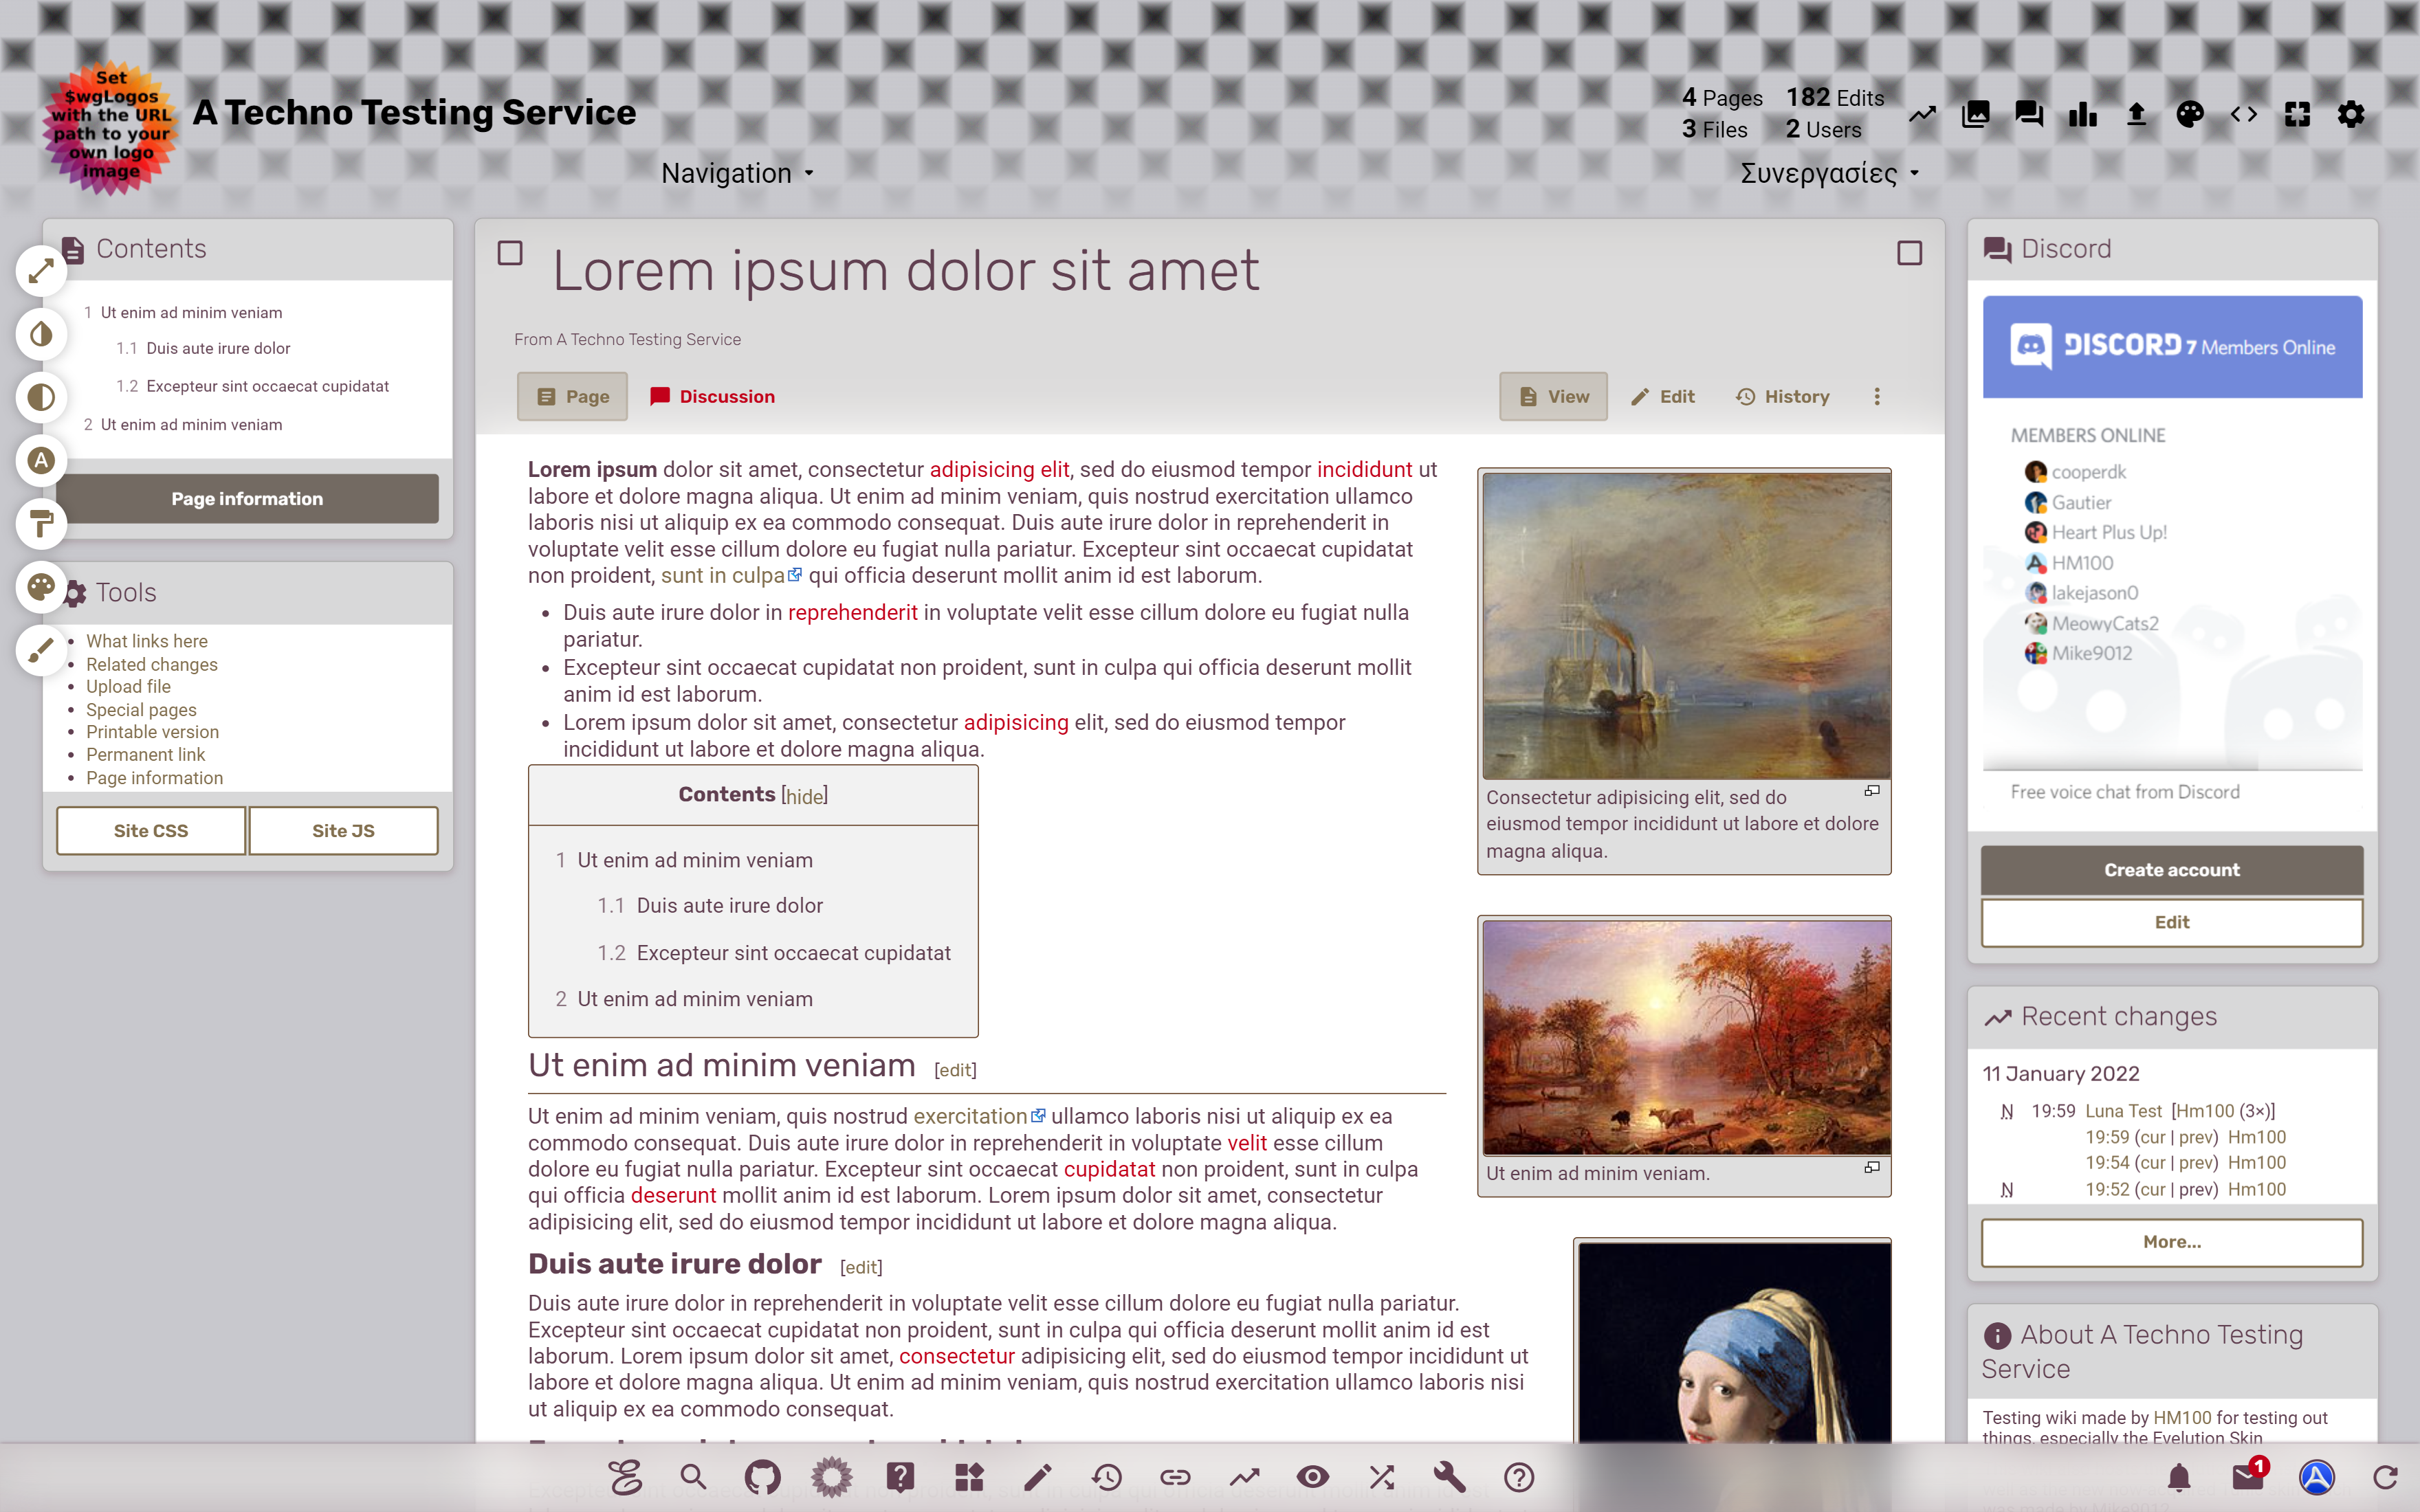 Set
$wgLogos
with the URL
path to your
own logo
image
A Techno Testing Service
4 Pages 182 Edits
3 Files 2 Users
Navigation
Συνεργασίες
Contents
1 Ut enim ad minim veniam
1.1 Duis aute irure dolor
1.2 Excepteur sint occaecat cupidatat
2 Ut enim ad minim veniam
Page information
Tools
What links here
Related changes
Upload file
Special pages
Printable version
Permanent link
Page information
Site CSS Site JS
Lorem ipsum dolor sit amet
From A Techno Testing Service
Page Discussion View Edit History
Lorem ipsum dolor sit amet, consectetur adipisicing elit, sed do eiusmod tempor incididunt ut
labore et dolore magna aliqua. Ut enim ad minim veniam, quis nostrud exercitation ullamco
laboris nisi ut aliquip ex ea commodo consequat. Duis aute irure dolor in reprehenderit in
voluptate velit esse cillum dolore eu fugiat nulla pariatur. Excepteur sint occaecat cupidatat
non proident, sunt in culpa qui officia deserunt mollit anim id est laborum.
Duis aute irure dolor in reprehenderit in voluptate velit esse cillum dolore eu fugiat nulla
pariatur.
Excepteur sint occaecat cupidatat non proident, sunt in culpa qui officia deserunt mollit
anim id est laborum.
Lorem ipsum dolor sit amet, consectetur adipisicing elit, sed do eiusmod tempor
incididunt ut labore et dolore magna aliqua.
Contents [hide]
1 Ut enim ad minim veniam
1.1 Duis aute irure dolor
1.2 Excepteur sint occaecat cupidatat
2 Ut enim ad minim veniam
Ut enim ad minim veniam [edit]
Ut enim ad minim veniam, quis nostrud exercitation ullamco laboris nisi ut aliquip ex ea
commodo consequat. Duis aute irure dolor in reprehenderit in voluptate velit esse cillum
dolore eu fugiat nulla pariatur. Excepteur sint occaecat cupidatat non proident, sunt in culpa
qui officia deserunt mollit anim id est laborum. Lorem ipsum dolor sit amet, consectetur
adipisicing elit, sed do eiusmod tempor incididunt ut labore et dolore magna aliqua.
Duis aute irure dolor [edit]
Duis aute irure dolor in reprehenderit in voluptate velit esse cillum dolore eu fugiat nulla pariatur.
Excepteur sint occaecat cupidatat non proident, sunt in culpa qui officia deserunt mollit anim id est
laborum. Lorem ipsum dolor sit amet, consectetur adipisicing elit, sed do eiusmod tempor incididunt ut
labore et dolore magna aliqua. Ut enim ad minim veniam, quis nostrud exercitation ullamco laboris nisi
ut aliquip ex ea commodo consequat.
Consectetur adipisicing elit, sed do
eiusmod tempor incididunt ut labore et dolore
magna aliqua.
Ut enim ad minim veniam.
Discord
DISCORD 7 Members Online
MEMBERS ONLINE
cooperdk
Gautier
Heart Plus Up!
HM100
lakejason0
MeowyCats2
Mike9012
Free voice chat from Discord
Create account
Edit
Recent changes
11 January 2022
N 19:59 Luna Test [Hm100 (3×)]
19:59 (cur | prev) Hm100
19:54 (cur | prev) Hm100
N 19:52 (cur | prev) Hm100
More...
About A Techno Testing
Service
Testing wiki made by HM100 for testing out
things, especially the Evelution Skin
1